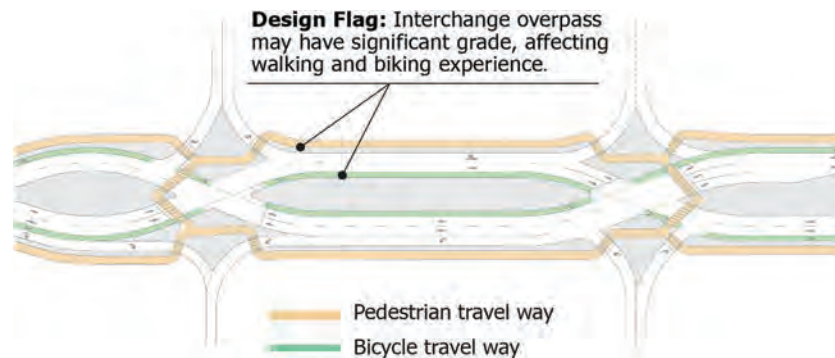 Design Flag: Interchange overpass
may have significant grade, affecting
walking and biking experience.
Pedestrian travel way
Bicycle travel way